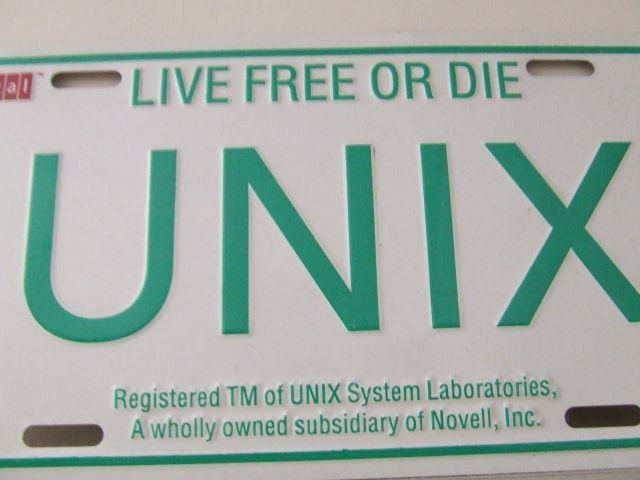 LIVE FREE OR DIE
UNIX
Registered TM of UNIX System Laboratories,
A wholly owned subsidiary of Novell, Inc.